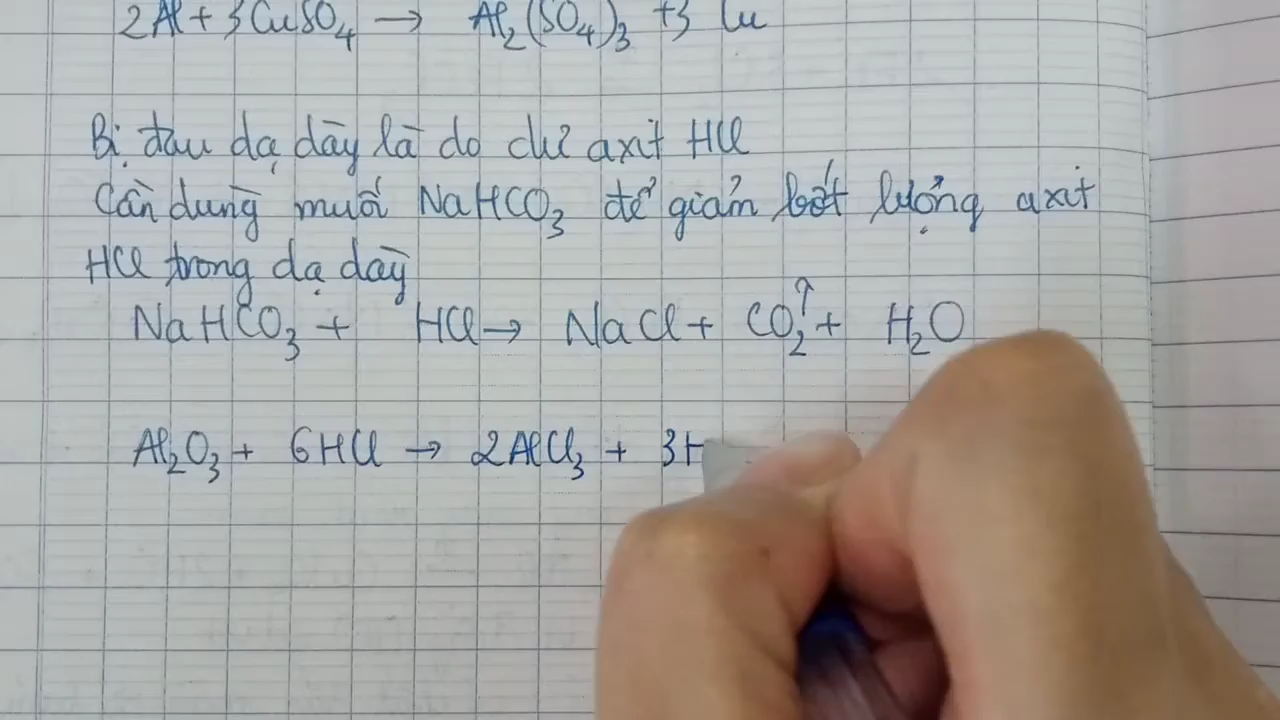 2Al + 3CuSO₄ → Al₂(SO₄)₃ + 3 Cu
Bị đau dạ dày là do dư axit HCl
Cần dùng muối NaHCO₃ để giảm bớt lượng axit
HCl trong dạ dày
NaHCO₃ + HCl → NaCl + CO₂↑ + H₂O
Al₂O₃ + 6HCl → 2AlCl₃ + 3H